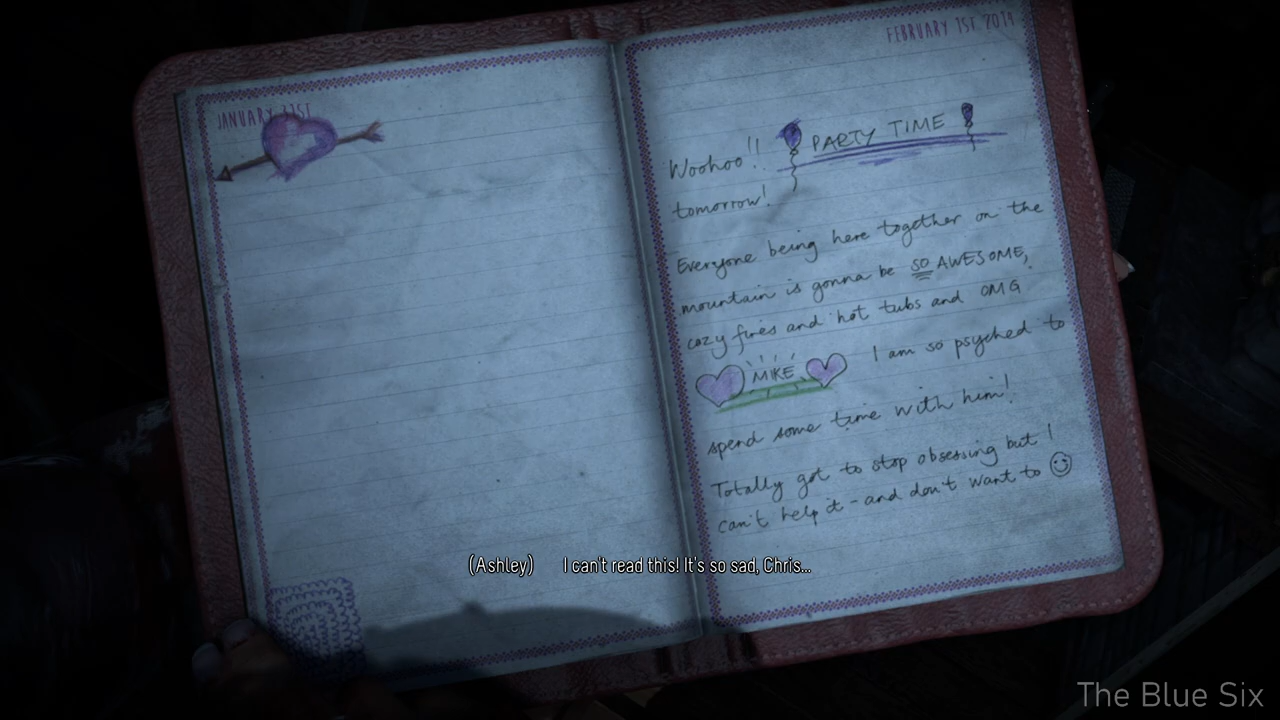 JANUARY 31ST
FEBRUARY 1ST 2014
Woohoo!! PARTY TIME
tomorrow!
Everyone being here together on the
mountain is gonna be SO AWESOME,
cozy fires and hot tubs and OMG
MIKE I am so psyched to
spend some time with him!
Totally got to stop obsessing but I
can't help it - and don't want to
(Ashley) I can't read this! It's so sad, Chris...
The Blue Six